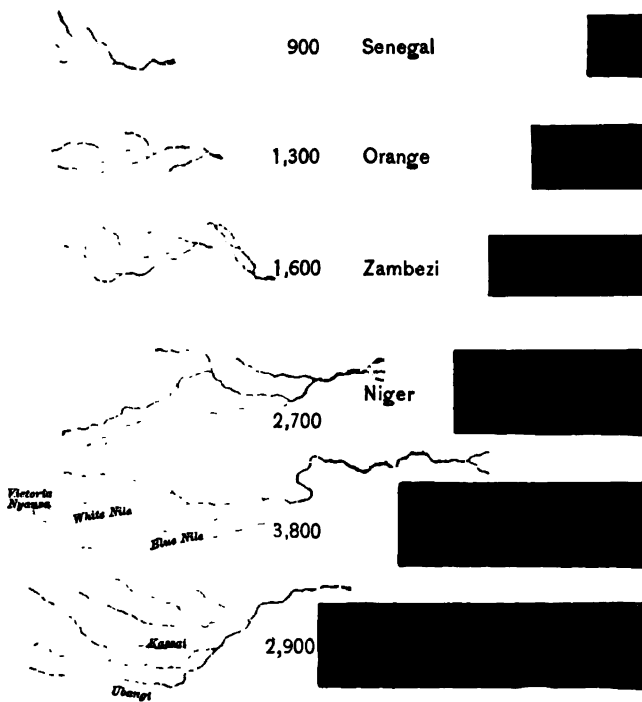 900 Senegal
1,300 Orange
1,600 Zambezi
Niger
2,700
Victoria
Nyanza
White Nile
Blue Nile
3,800
Kassai
2,900
Ubangi